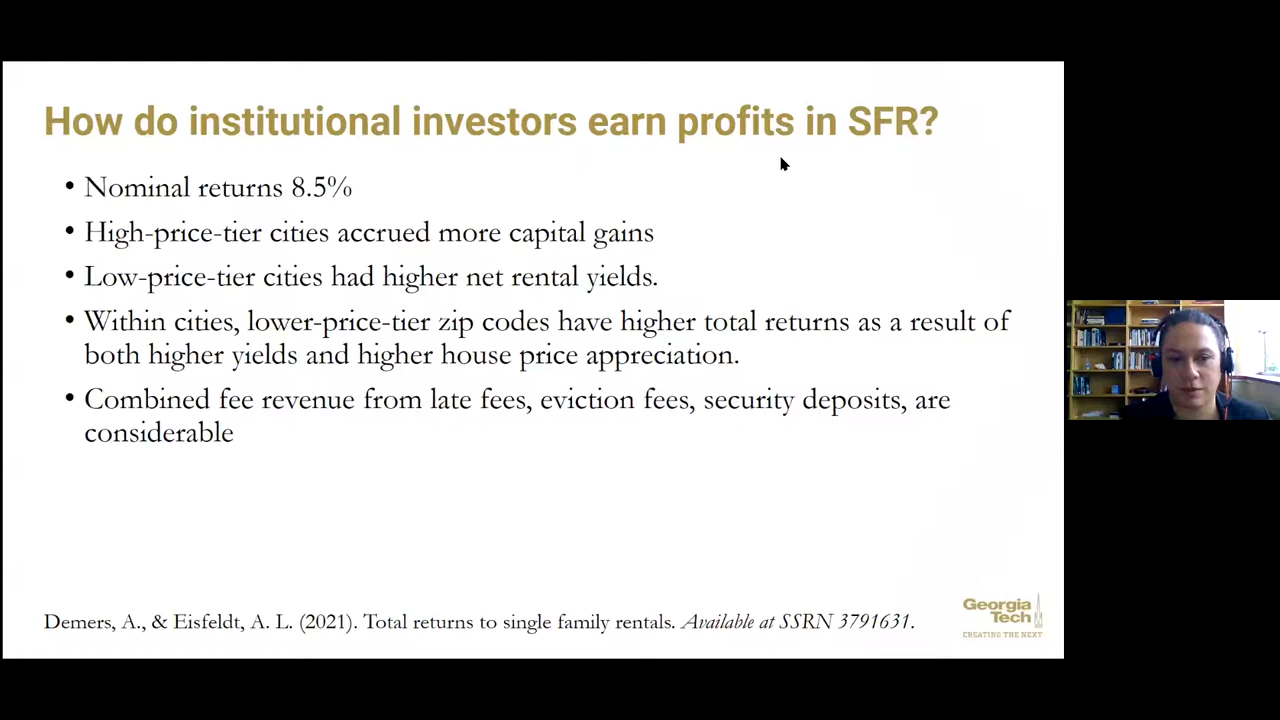 How do institutional investors earn profits in SFR?
• Nominal returns 8.5%
• High-price-tier cities accrued more capital gains
• Low-price-tier cities had higher net rental yields.
• Within cities, lower-price-tier zip codes have higher total returns as a result of
both higher yields and higher house price appreciation.
• Combined fee revenue from late fees, eviction fees, security deposits, are
considerable
Demers, A., & Eisfeldt, A. L. (2021). Total returns to single family rentals. Available at SSRN 3791631.
Georgia
Tech
CREATING THE NEXT